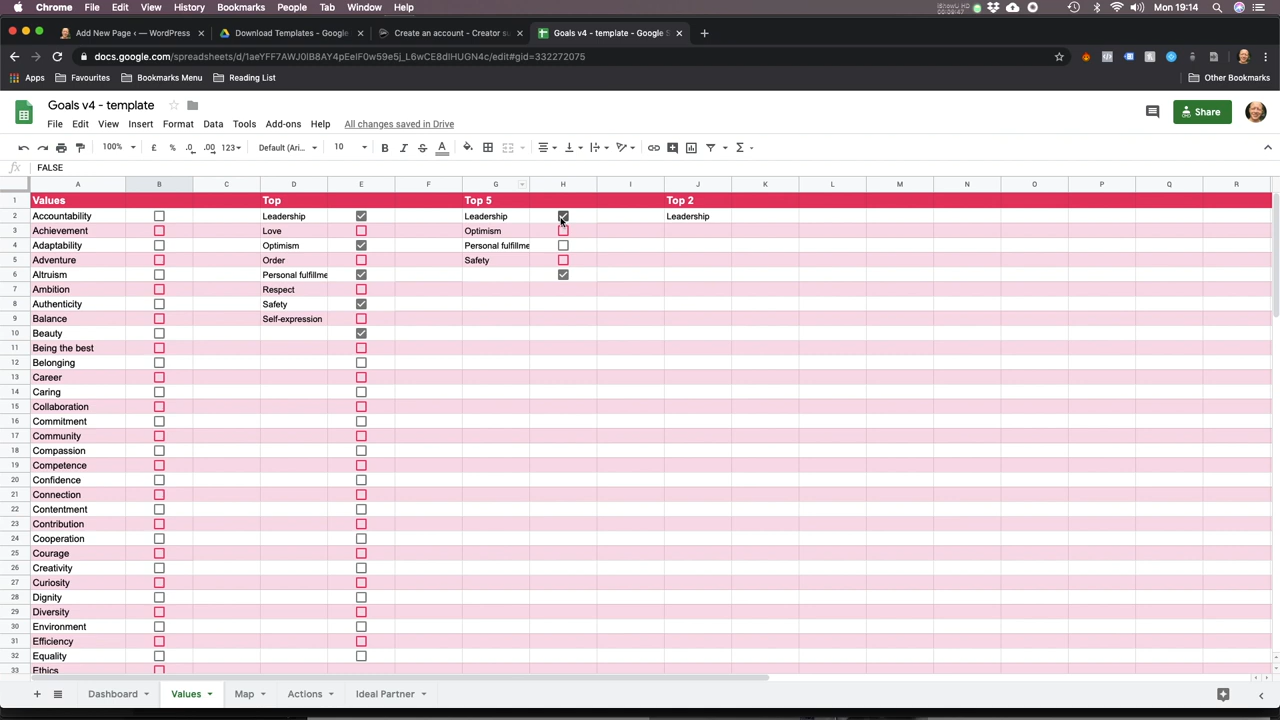 Chrome File Edit View History Bookmarks People Tab Window Help Mon 19:14
Add New Page ‹ — WordPress Download Templates - Google Create an account - Creator su Goals v4 - template - Google S
docs.google.com/spreadsheets/d/1aeYFF7AWJ0IB8AY4pEeIF0w59e5j_L6wCE8dIHUGN4c/edit#gid=332272075
Apps Favourites Bookmarks Menu Reading List Other Bookmarks
Goals v4 - template
File Edit View Insert Format Data Tools Add-ons Help All changes saved in Drive
Share
100% £ % .0 .00 123 Default (Ari... 10 B I S A
fx FALSE
A B C D E F G H I J K L M N O P Q R
1 Values Top Top 5 Top 2
2 Accountability Leadership Leadership Leadership
3 Achievement Love Optimism
4 Adaptability Optimism Personal fulfillme
5 Adventure Order Safety
6 Altruism Personal fulfillme
7 Ambition Respect
8 Authenticity Safety
9 Balance Self-expression
10 Beauty
11 Being the best
12 Belonging
13 Career
14 Caring
15 Collaboration
16 Commitment
17 Community
18 Compassion
19 Competence
20 Confidence
21 Connection
22 Contentment
23 Contribution
24 Cooperation
25 Courage
26 Creativity
27 Curiosity
28 Dignity
29 Diversity
30 Environment
31 Efficiency
32 Equality
33 Ethics
Dashboard Values Map Actions Ideal Partner